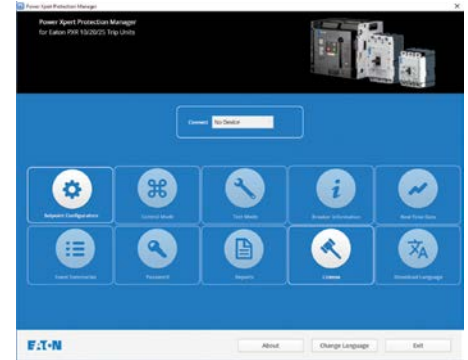 Power Xpert Protection Manager
Power Xpert Protection Manager
for Eaton PXR 10/20/25 Trip Units
Connect No Device
Setpoint Configuration Control Mode Test Mode Breaker Information Real Time Data
Event Summaries Password Reports License Download Language
EATON About Change Language Exit